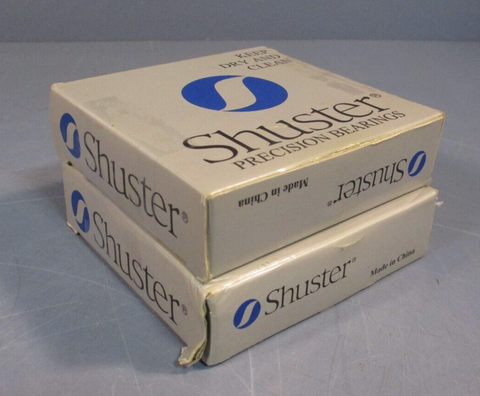 KEEP
DRY AND
CLEAN
Shuster®
PRECISION BEARINGS
Shuster®
Made in China
Shuster®
Shuster®
Shuster®
Made in China